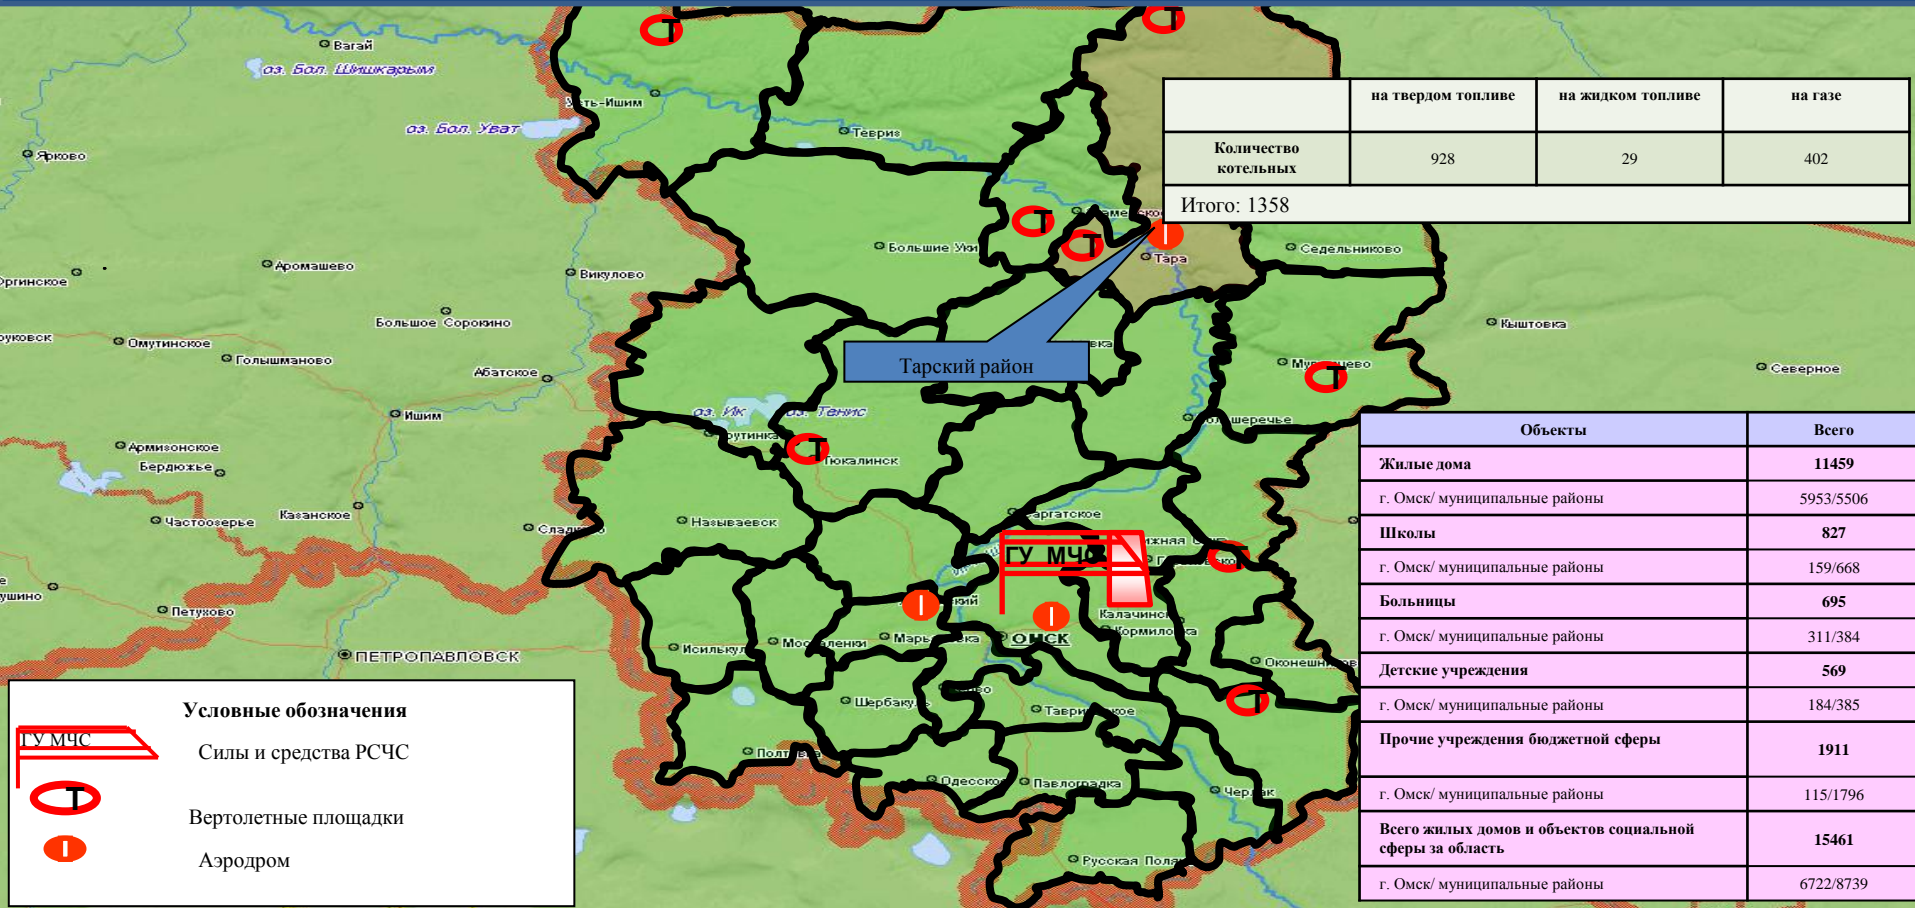 Вагай
оз. Бол. Шишкарым
оз. Бол. Уват
Ярково
Усть-Ишим
Тевриз
на твердом топливе
на жидком топливе
на газе
Количество котельных
928
29
402
Итого: 1358
Большие Уки
Седельниково
Тара
Аромашево
Викулово
Большое Сорокино
Омутинское
Голышманово
Абатское
Ишим
Кыштовка
Северное
Тарский район
оз. Ик
оз. Тенис
Тюкалинск
Армизонское
Бердюжье
Казанское
Частоозерье
Называевск
Петухово
ПЕТРОПАВЛОВСК
ГУ МЧС
ОМСК
Калачинск
Кормиловка
Исилькуль
Москаленки
Марьяновка
Оконешниково
Шербакуль
Таврическое
Полтавка
Одесское
Павлоградка
Черлак
Русская Поляна
Объекты
Всего
Жилые дома
11459
г. Омск/ муниципальные районы
5953/5506
Школы
827
г. Омск/ муниципальные районы
159/668
Больницы
695
г. Омск/ муниципальные районы
311/384
Детские учреждения
569
г. Омск/ муниципальные районы
184/385
Прочие учреждения бюджетной сферы
1911
г. Омск/ муниципальные районы
115/1796
Всего жилых домов и объектов социальной
сферы за область
15461
г. Омск/ муниципальные районы
6722/8739
Условные обозначения
ГУ МЧС
Силы и средства РСЧС
Т
Вертолетные площадки
I
Аэродром